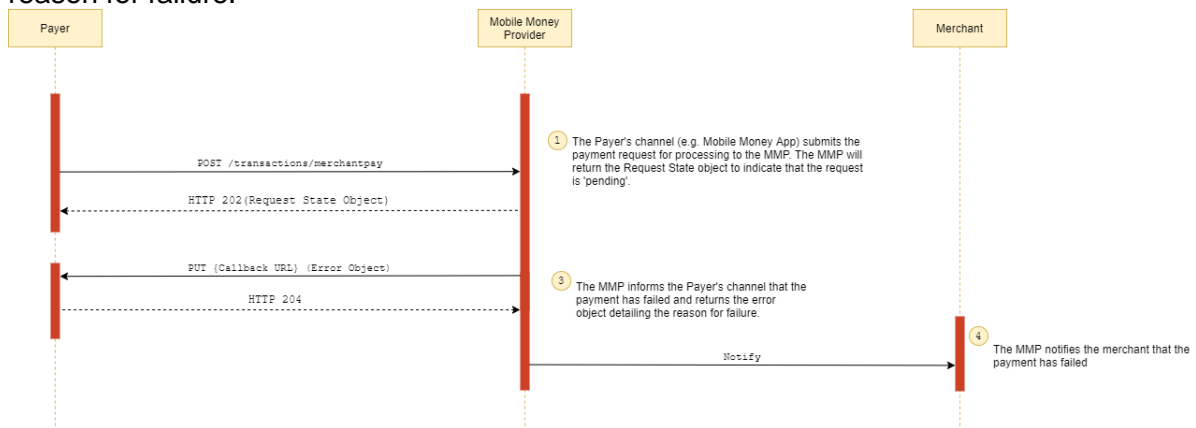 reason for failure.
Payer
Mobile Money
Provider
Merchant
1
The Payer's channel (e.g. Mobile Money App) submits the
payment request for processing to the MMP. The MMP will
return the Request State object to indicate that the request
is 'pending'.
POST /transactions/merchantpay
HTTP 202(Request State Object)
PUT {Callback URL} (Error Object)
3
The MMP informs the Payer's channel that the
payment has failed and returns the error
object detailing the reason for failure.
HTTP 204
4
The MMP notifies the merchant that the
payment has failed
Notify